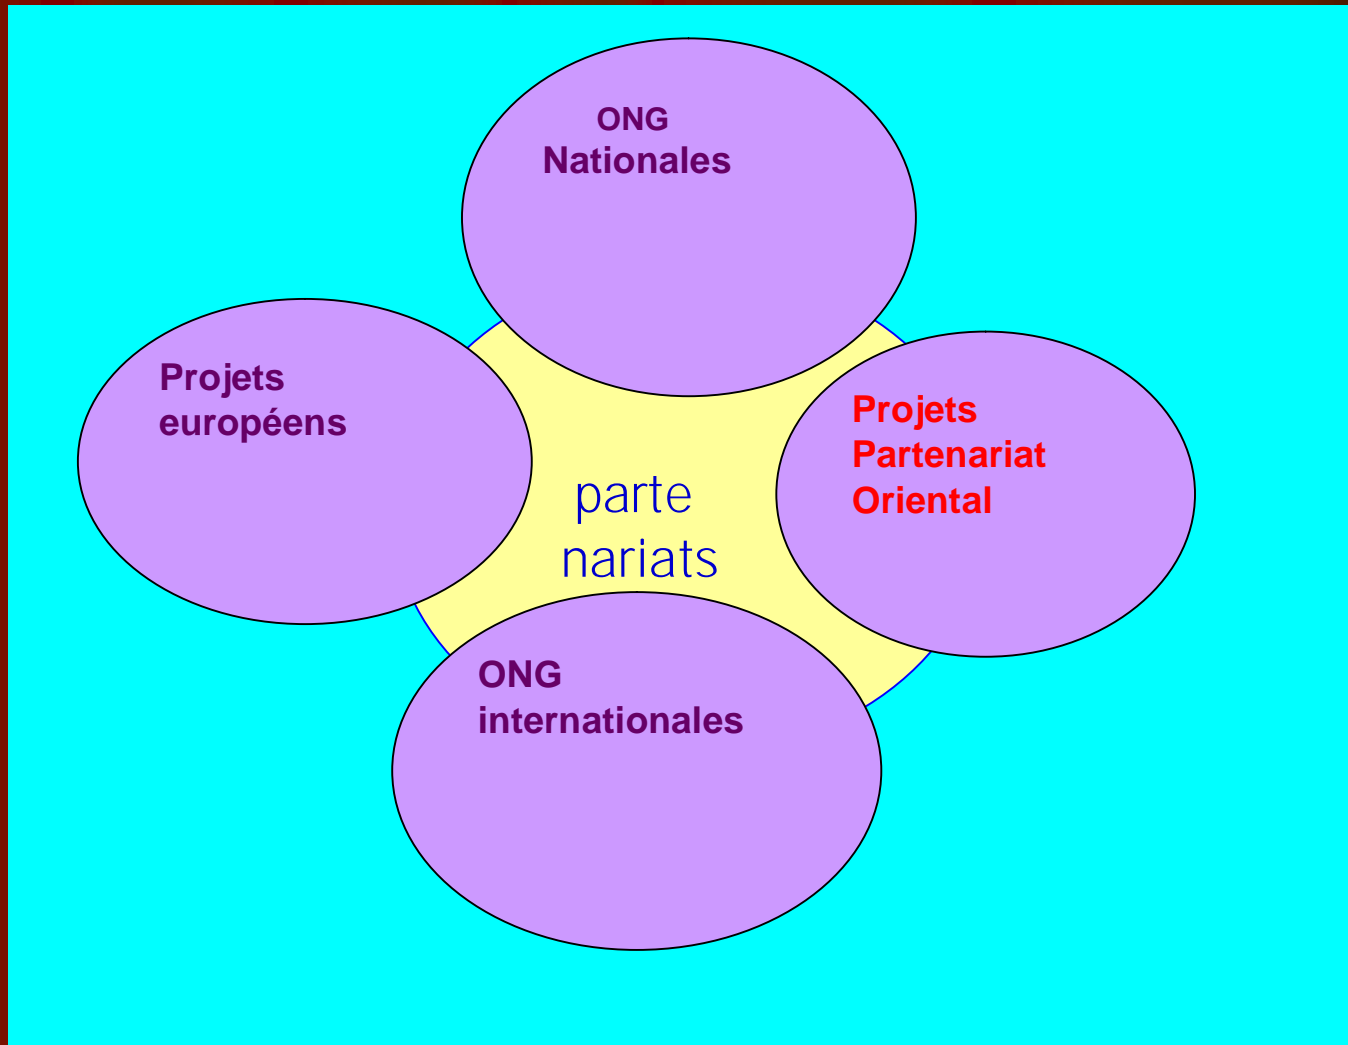 ONG
Nationales
Projets
européens
Projets
Partenariat
Oriental
parte
nariats
ONG
internationales